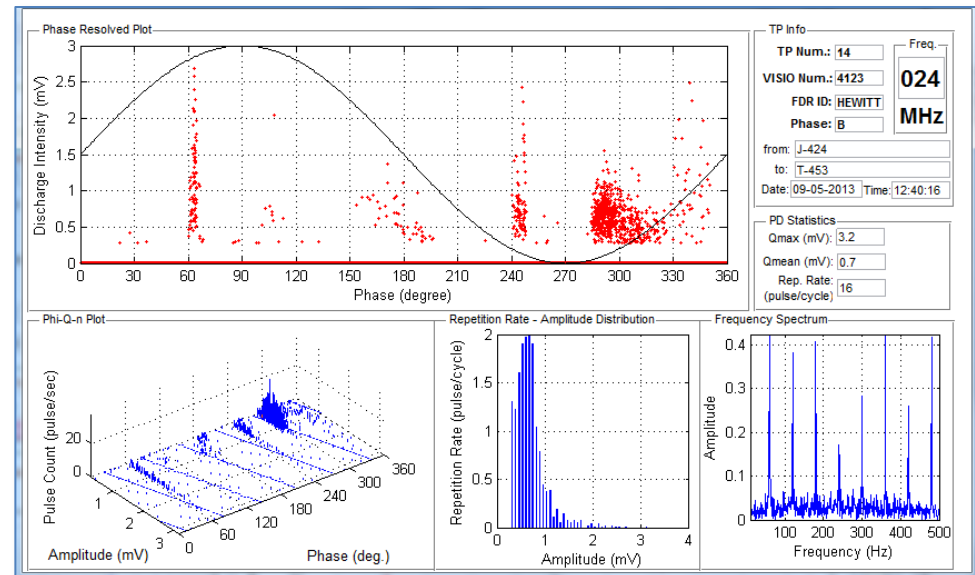 Phase Resolved Plot
Discharge Intensity (mV)
3
2.5
2
1.5
1
0.5
0
0 30 60 90 120 150 180 210 240 270 300 330 360
Phase (degree)
TP Info
TP Num.: 14
VISIO Num.: 4123
FDR ID: HEWITT
Phase: B
Freq.
024
MHz
from: J-424
to: T-453
Date: 09-05-2013 Time: 12:40:16
PD Statistics
Qmax (mV): 3.2
Qmean (mV): 0.7
Rep. Rate: 16
(pulse/cycle)
Phi-Q-n Plot
Pulse Count (pulse/sec)
20
0
1
2
3
Amplitude (mV)
0
60
120
180
240
300
360
Phase (deg.)
Repetition Rate - Amplitude Distribution
Repetition Rate (pulse/cycle)
2
1.5
1
0.5
0
0 1 2 3 4
Amplitude (mV)
Frequency Spectrum
Amplitude
0.4
0.3
0.2
0.1
0
100 200 300 400 500
Frequency (Hz)